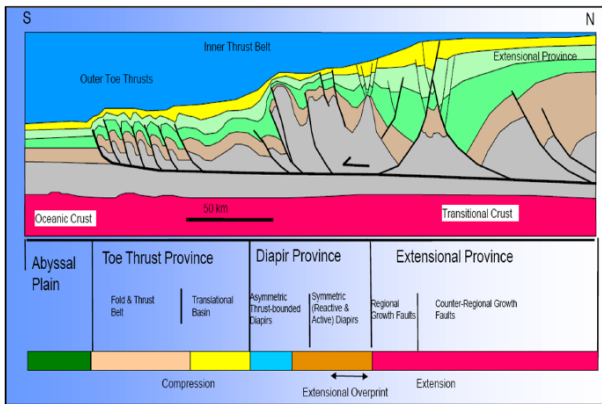 S
N
Inner Thrust Belt
Outer Toe Thrusts
Extensional Province
50 km
Oceanic Crust
Transitional Crust
Abyssal
Plain
Toe Thrust Province
Diapir Province
Extensional Province
Fold & Thrust
Belt
Translational
Basin
Asymmetric
Thrust-bounded
Diapirs
Symmetric
(Reactive
& Active) Diapirs
Regional
Growth Faults
Counter-Regional Growth
Faults
Compression
Extensional Overprint
Extension